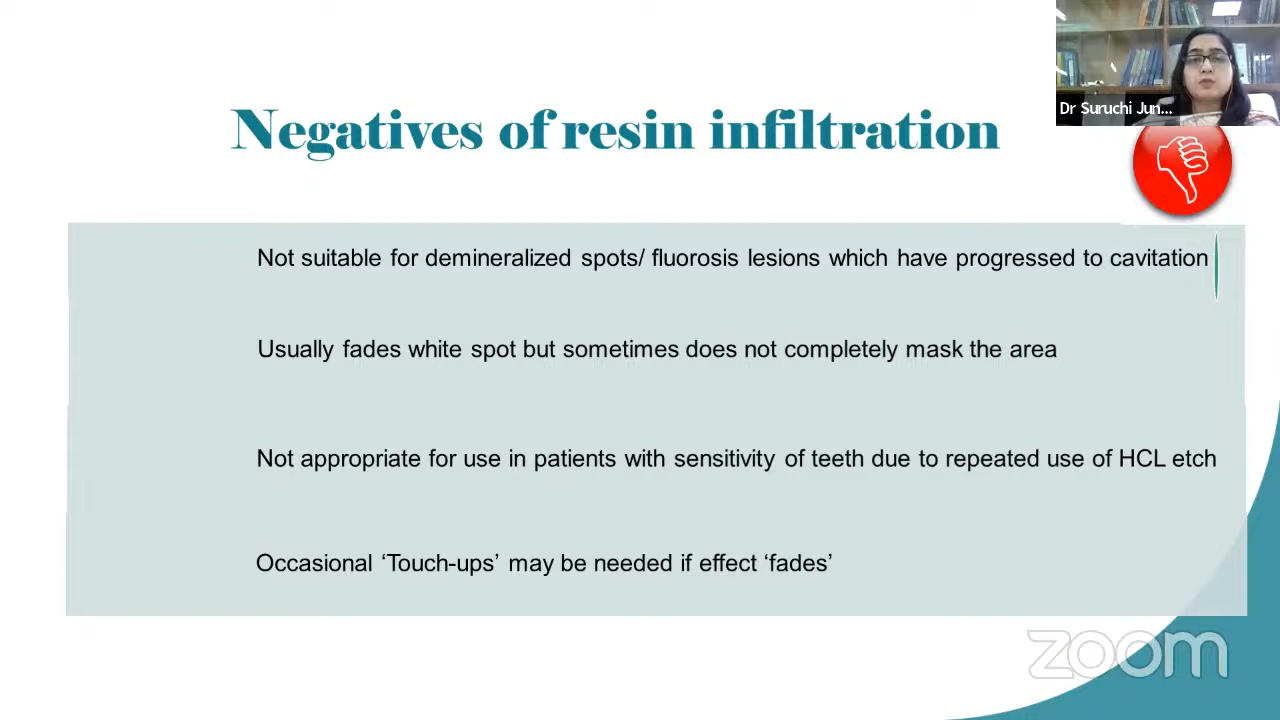 Dr Suruchi Jun...
Negatives of resin infiltration
Not suitable for demineralized spots/ fluorosis lesions which have progressed to cavitation
Usually fades white spot but sometimes does not completely mask the area
Not appropriate for use in patients with sensitivity of teeth due to repeated use of HCL etch
Occasional ‘Touch-ups’ may be needed if effect ‘fades’
zoom